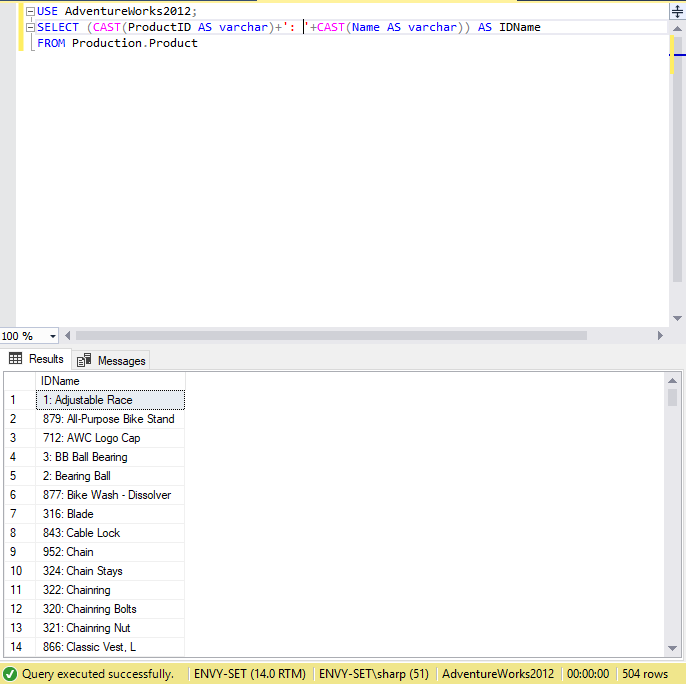 USE AdventureWorks2012;
SELECT (CAST(ProductID AS varchar)+': '+CAST(Name AS varchar)) AS IDName
FROM Production.Product
100 %
Results Messages
IDName
1 1: Adjustable Race
2 879: All-Purpose Bike Stand
3 712: AWC Logo Cap
4 3: BB Ball Bearing
5 2: Bearing Ball
6 877: Bike Wash - Dissolver
7 316: Blade
8 843: Cable Lock
9 952: Chain
10 324: Chain Stays
11 322: Chainring
12 320: Chainring Bolts
13 321: Chainring Nut
14 866: Classic Vest, L
Query executed successfully. ENVY-SET (14.0 RTM) ENVY-SET\sharp (51) AdventureWorks2012 00:00:00 504 rows